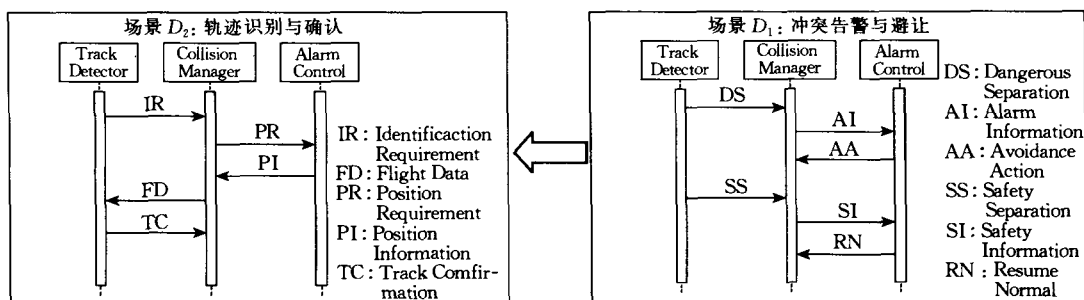 场景 D₂: 轨迹识别与确认
Track Detector
Collision Manager
Alarm Control
IR
PR
PI
FD
TC
IR: Identificaction
Requirement
FD: Flight Data
PR: Position
Requirement
PI: Position
Information
TC: Track Comfir-
mation
场景 D₁: 冲突告警与避让
Track Detector
Collision Manager
Alarm Control
DS
AI
AA
SS
SI
RN
DS: Dangerous
Separation
AI: Alarm
Information
AA: Avoidance
Action
SS: Safety
Separation
SI: Safety
Information
RN: Resume
Normal